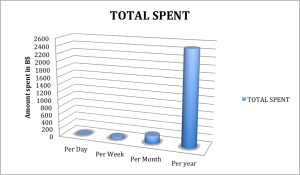 TOTAL SPENT
Amount spent in B$
2600
2400
2200
2000
1800
1600
1400
1200
1000
800
600
400
200
0
Per Day
Per Week
Per Month
Per year
TOTAL SPENT